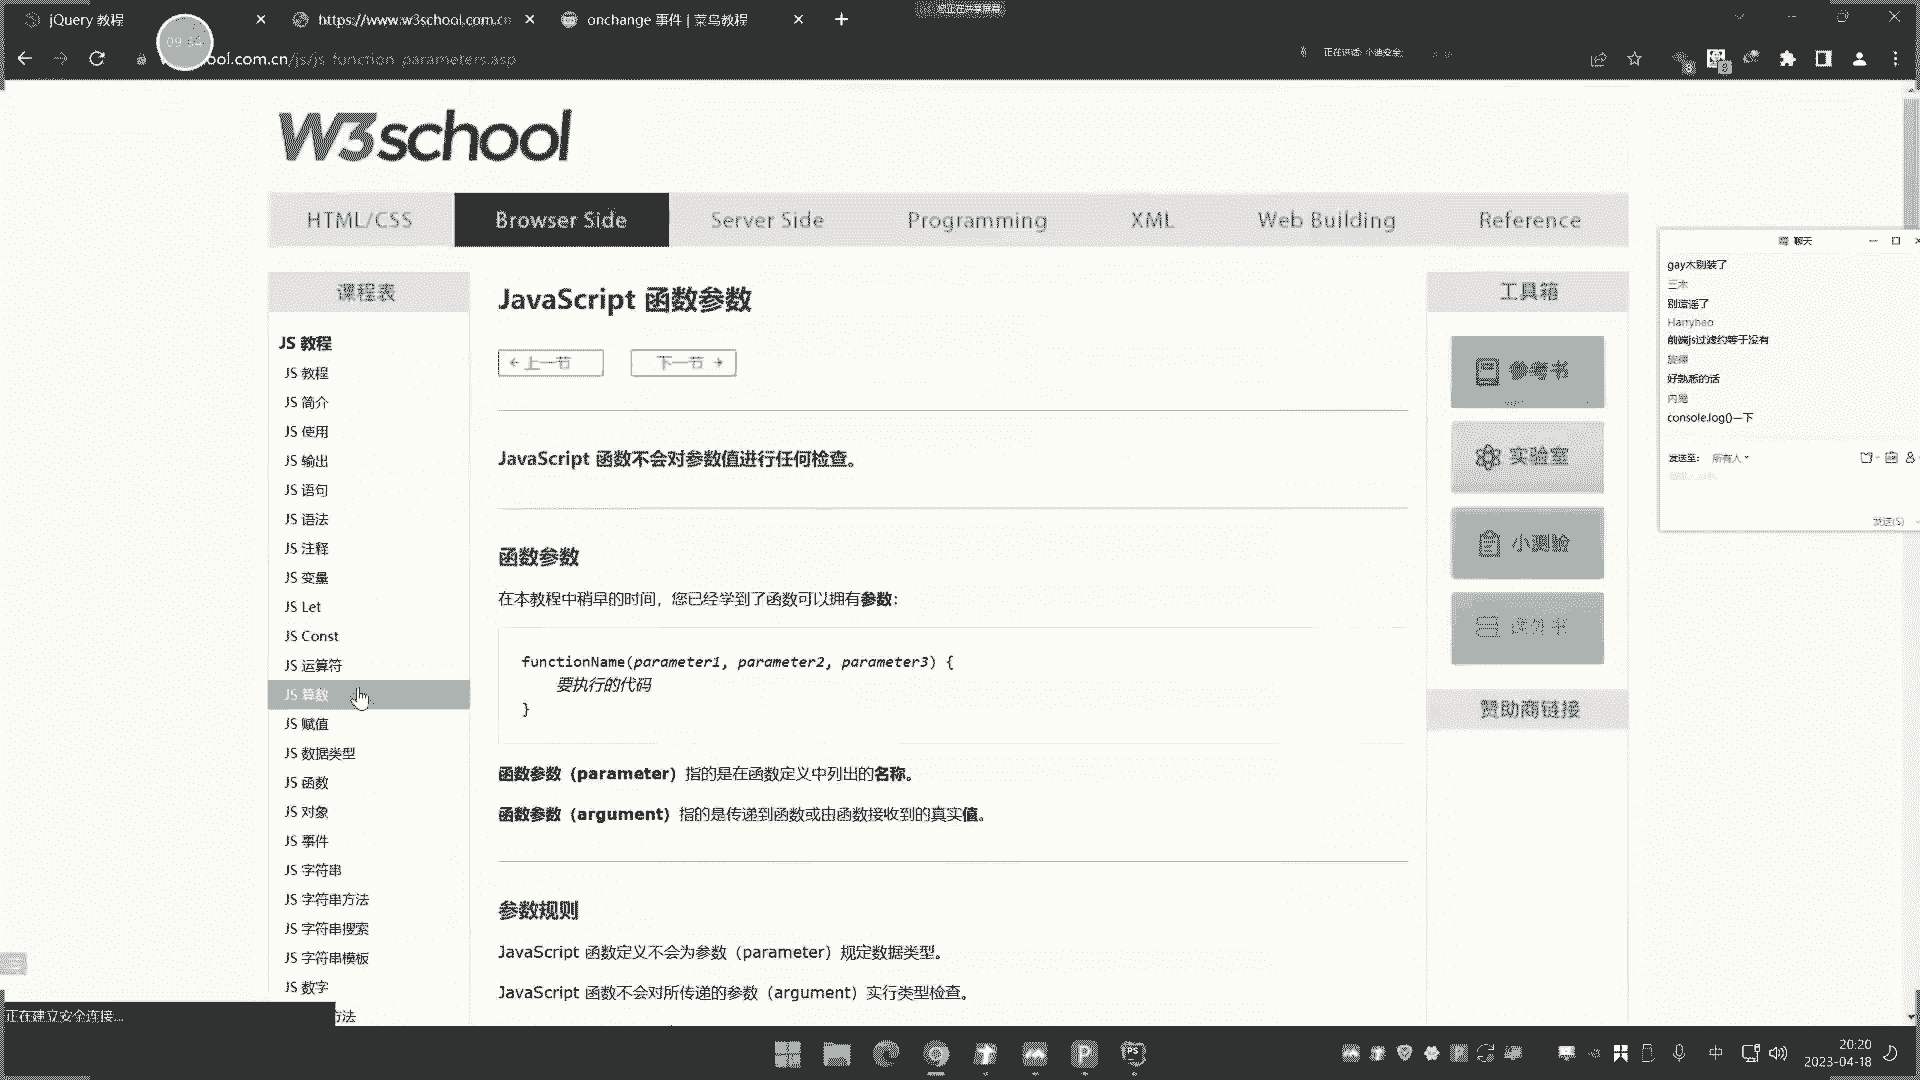 jQuery 教程
https://www.w3school.com.cn
onchange 事件 | 菜鸟教程
09:34
ool.com.cn/js/js_function_parameters.asp
正在讲话: 小迪安全;
W3school
HTML/CSS
Browser Side
Server Side
Programming
XML
Web Building
Reference
课程表
JS 教程
JS 教程
JS 简介
JS 使用
JS 输出
JS 语句
JS 语法
JS 注释
JS 变量
JS Let
JS Const
JS 运算符
JS 算数
JS 赋值
JS 数据类型
JS 函数
JS 对象
JS 事件
JS 字符串
JS 字符串方法
JS 字符串搜索
JS 字符串模板
JS 数字
方法
正在建立安全连接...
JavaScript 函数参数
上一节
下一节
JavaScript 函数不会对参数值进行任何检查。
函数参数
在本教程中稍早的时间，您已经学到了函数可以拥有参数：
functionName(parameter1, parameter2, parameter3) {
要执行的代码
}
函数参数（parameter）指的是在函数定义中列出的名称。
函数参数（argument）指的是传递到函数或由函数接收到的真实值。
参数规则
JavaScript 函数定义不会为参数（parameter）规定数据类型。
JavaScript 函数不会对所传递的参数（argument）实行类型检查。
工具箱
参考书
实验室
小测验
课外书
赞助商链接
聊天
gay木别装了
三木
别造谣了
Harryhao
前端js过滤约等于没有
好熟悉的话
console.log()一下
发送至:
所有人
发送(S)
中
20:20
2023-04-18